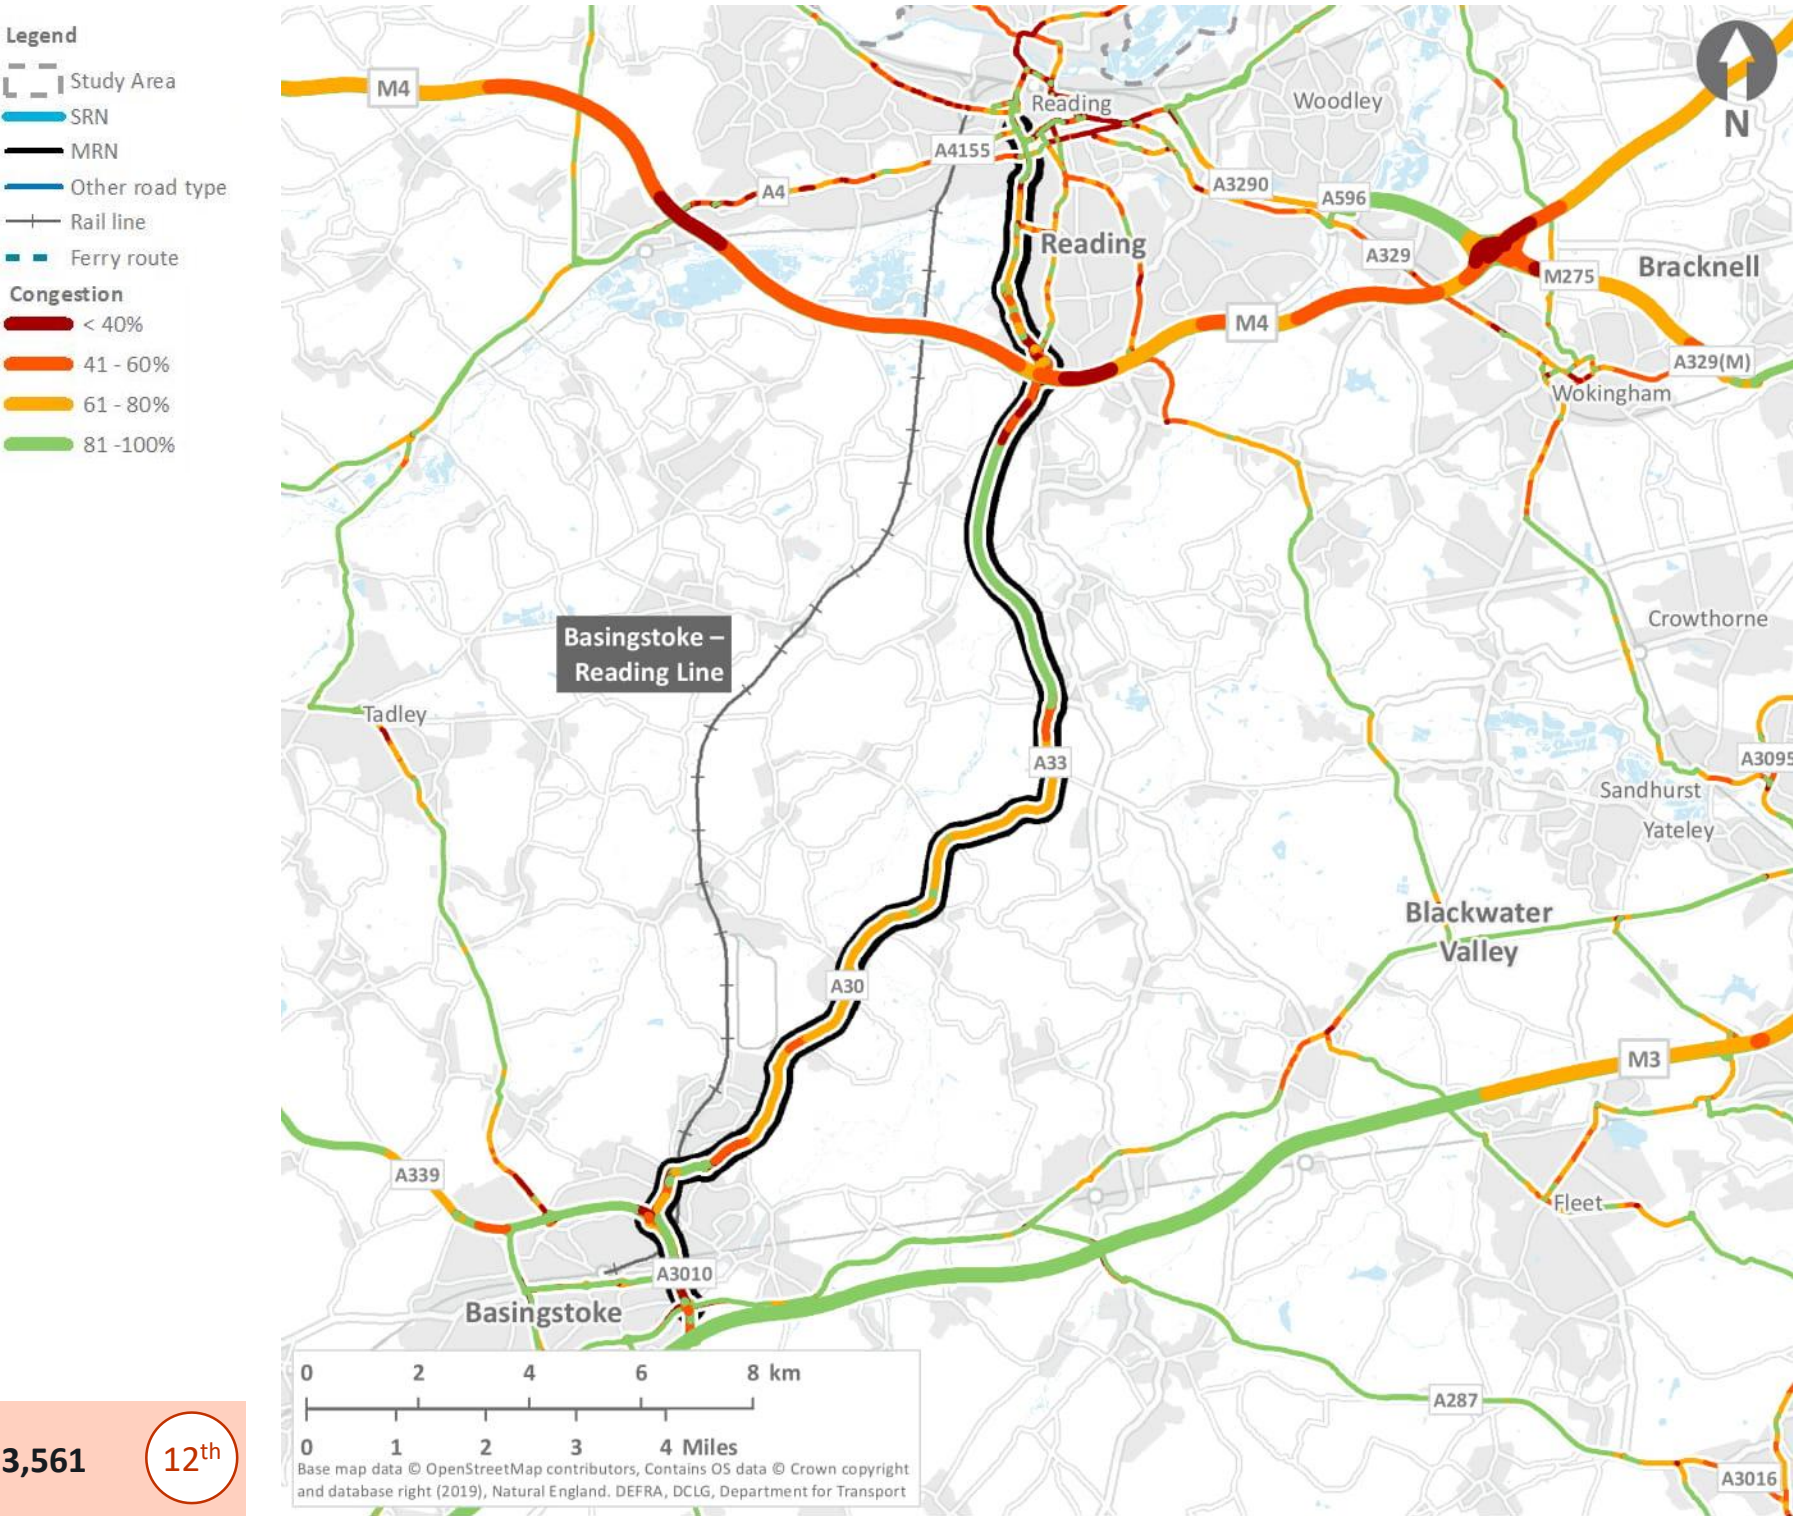 Legend
Study Area
SRN
MRN
Other road type
Rail line
Ferry route
Congestion
< 40%
41 - 60%
61 - 80%
81 -100%
3,561
12th
M4
Reading
Woodley
N
A4155
A4
A3290
A596
Reading
A329
M275
Bracknell
M4
A329(M)
Wokingham
Crowthorne
Basingstoke –
Reading Line
Tadley
A33
A3095
Sandhurst
Yateley
Blackwater
Valley
A30
M3
A339
Fleet
A3010
Basingstoke
0 2 4 6 8 km
0 1 2 3 4 Miles
Base map data © OpenStreetMap contributors, Contains OS data © Crown copyright
and database right (2019), Natural England. DEFRA, DCLG, Department for Transport
A287
A3016